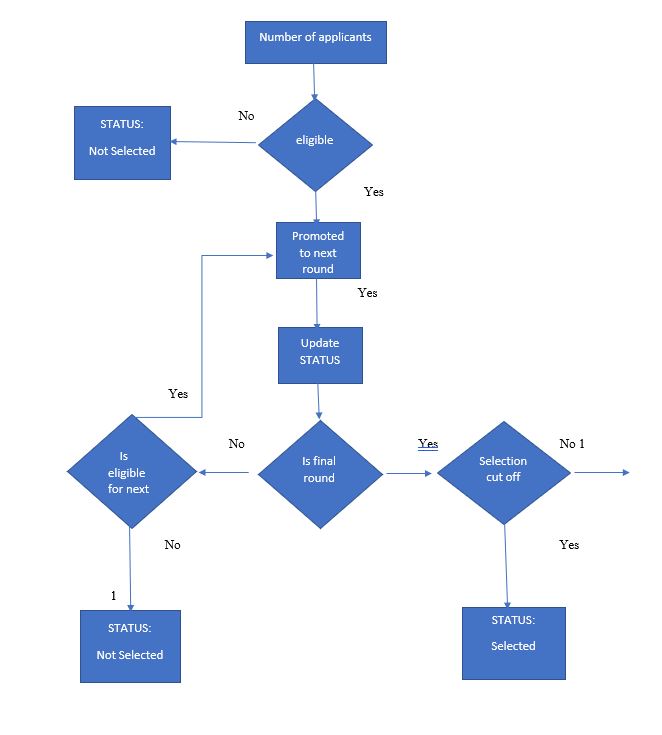 Number of applicants
No
STATUS:
Not Selected
eligible
Yes
Promoted
to next
round
Yes
Update
STATUS
Yes
Is
eligible
for next
No
Is final
round
Yes
Selection
cut off
No 1
No
Yes
1
STATUS:
Not Selected
STATUS:
Selected